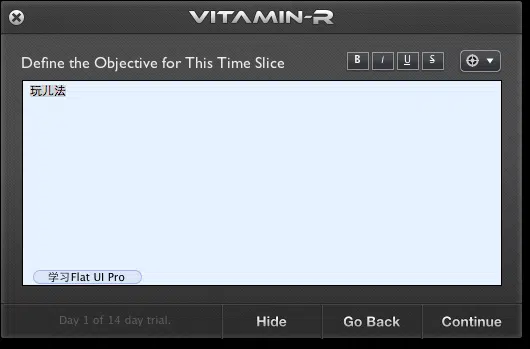 VITAMIN-R
Define the Objective for This Time Slice
B I U S
玩儿法
学习Flat UI Pro
Day 1 of 14 day trial.
Hide
Go Back
Continue